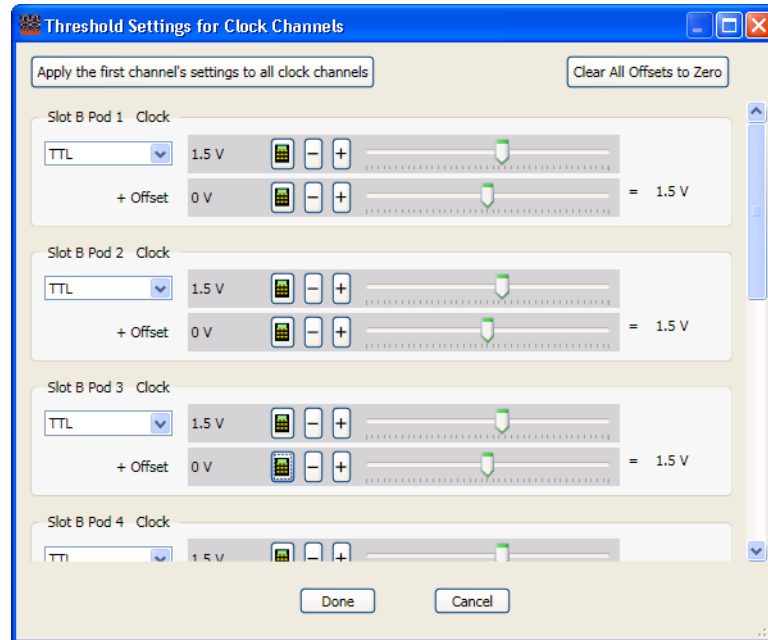 Threshold Settings for Clock Channels
Apply the first channel's settings to all clock channels Clear All Offsets to Zero
Slot B Pod 1 Clock
TTL 1.5 V
+ Offset 0 V = 1.5 V
Slot B Pod 2 Clock
TTL 1.5 V
+ Offset 0 V = 1.5 V
Slot B Pod 3 Clock
TTL 1.5 V
+ Offset 0 V = 1.5 V
Slot B Pod 4 Clock
TTL 1.5 V
Done Cancel